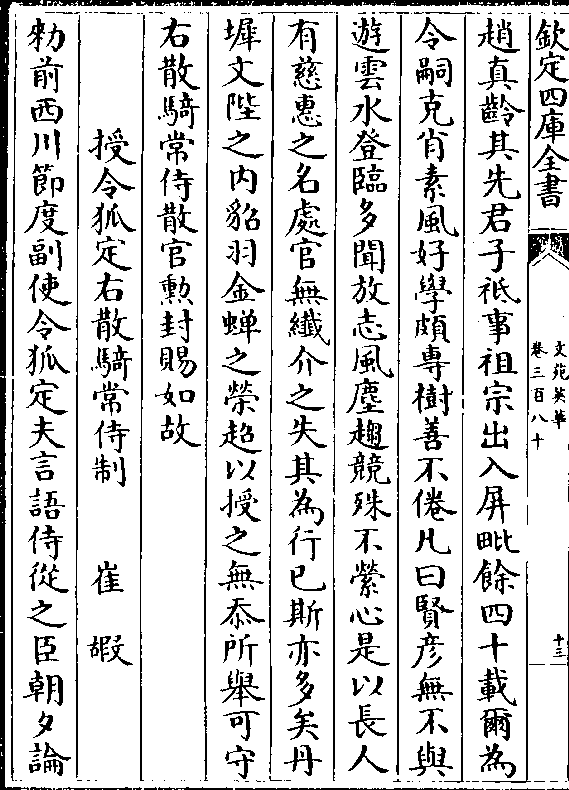 欽定四庫全書
文苑英華
卷三百八十
十三
趙真齡其先君子祗事祖宗出入屏毗餘四十載爾為
令嗣克肖素風好學頗專樹善不倦凡曰賢彦無不與
遊雲水登臨多聞放志風塵趨競殊不縈心是以長人
有慈惠之名處官無纖介之失其為行已斯亦多矣丹
墀文陛之内貂羽金蟬之榮超以授之無忝所舉可守
右散騎常侍散官勲封賜如故
授令狐定右散騎常侍制 崔嘏
勑前西川節度副使令狐定夫言語侍從之臣朝夕論